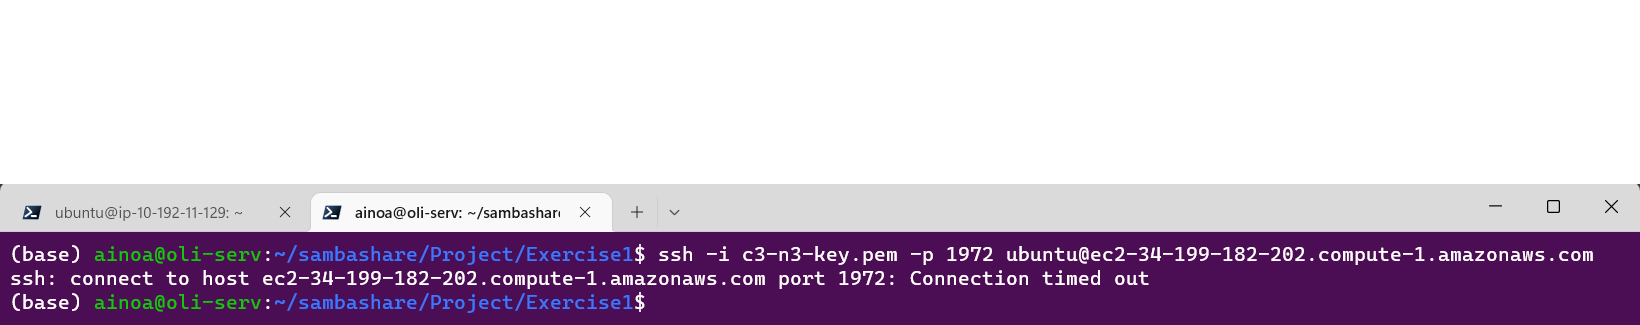 ubuntu@ip-10-192-11-129: ~
ainoa@oli-serv: ~/sambashare
(base) ainoa@oli-serv:~/sambashare/Project/Exercise1$ ssh -i c3-n3-key.pem -p 1972 ubuntu@ec2-34-199-182-202.compute-1.amazonaws.com
ssh: connect to host ec2-34-199-182-202.compute-1.amazonaws.com port 1972: Connection timed out
(base) ainoa@oli-serv:~/sambashare/Project/Exercise1$